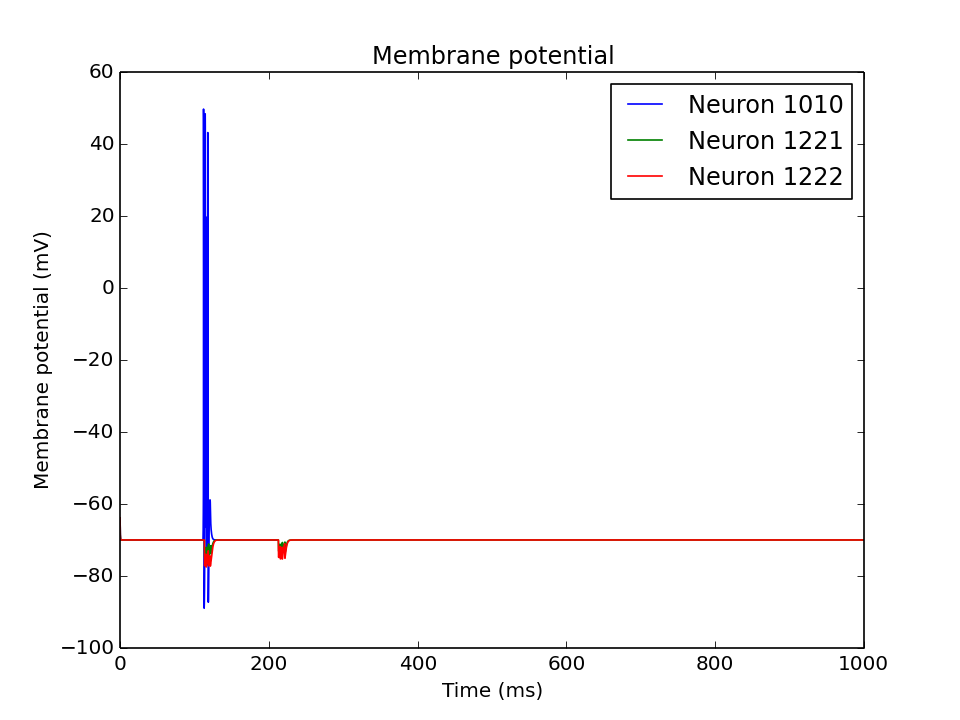 Membrane potential
60
40
20
0
−20
−40
−60
−80
−100
Membrane potential (mV)
Neuron 1010
Neuron 1221
Neuron 1222
0 200 400 600 800 1000
Time (ms)